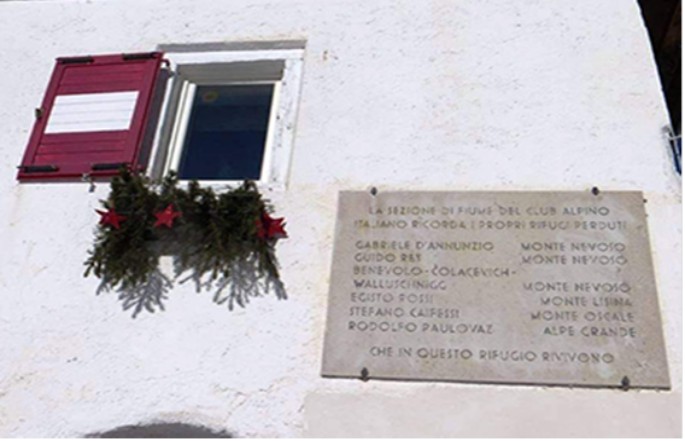 LA SEZIONE DI FIUME DEL CLUB ALPINO
ITALIANO RICORDA I PROPRI RIFUGI PERDUTI
GABRIELE D'ANNUNZIO MONTE NEVOSO
GUIDO REY MONTE NEVOSO
BENEVOLO-COLACEVICH-
WALLUSCHNIGG MONTE NEVOSO
EGISTO ROSSI MONTE LISINA
STEFANO CAIFESSI MONTE OSCALE
RODOLFO PAULOVAZ ALPE GRANDE
CHE IN QUESTO RIFUGIO RIVIVONO